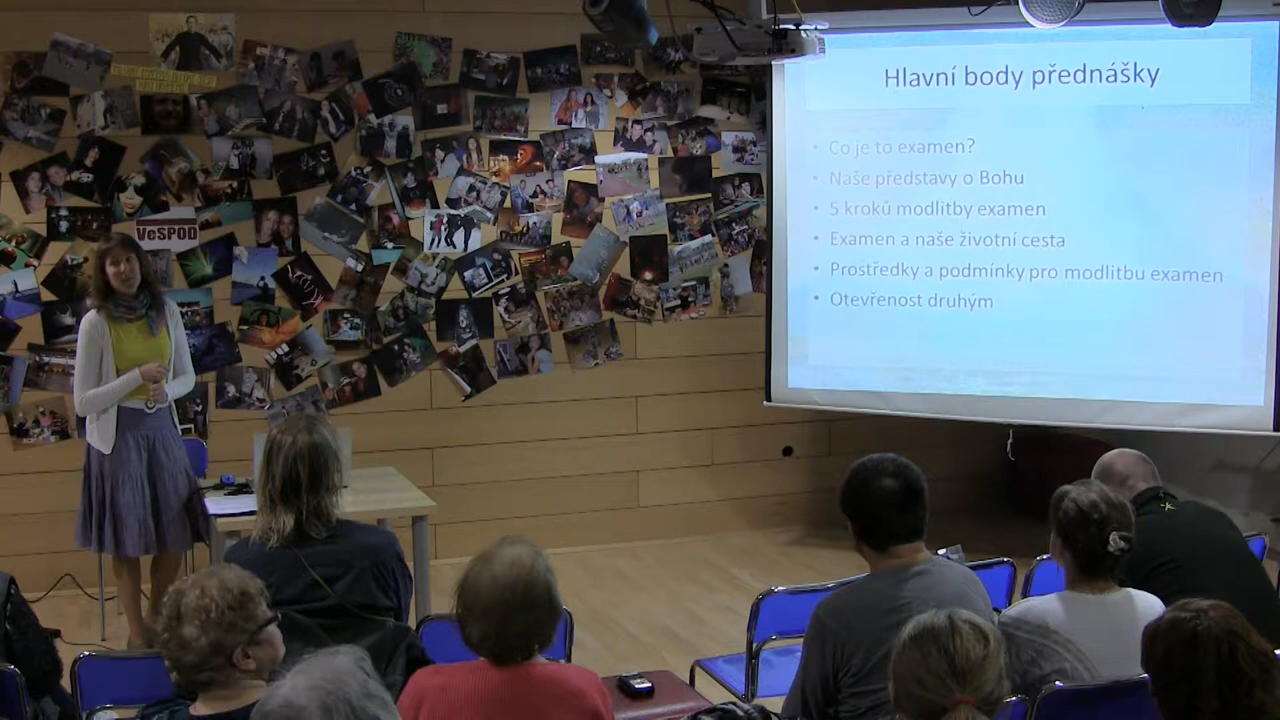 VeSPOD
Hlavní body přednášky
• Co je to examen?
• Naše představy o Bohu
• 5 kroků modlitby examen
• Examen a naše životní cesta
• Prostředky a podmínky pro modlitbu examen
• Otevřenost druhým